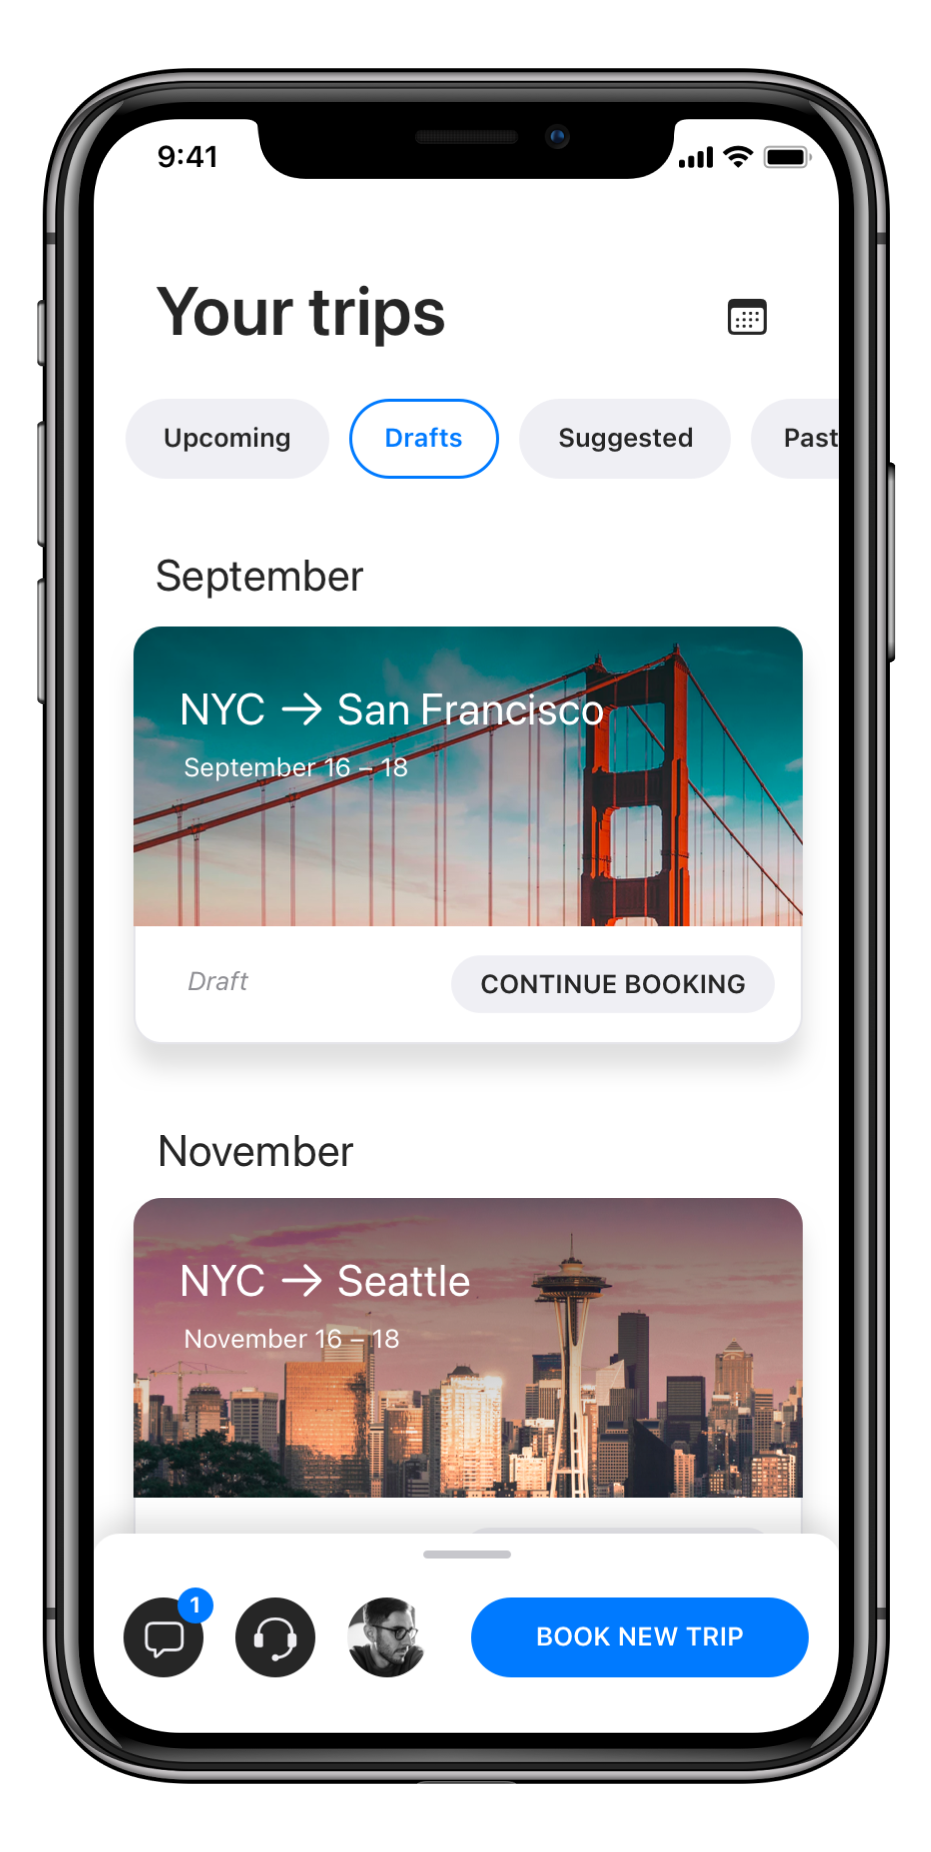 9:41
Your trips
Upcoming Drafts Suggested Past
September
NYC → San Francisco
September 16 – 18
Draft CONTINUE BOOKING
November
NYC → Seattle
November 16 – 18
1
BOOK NEW TRIP